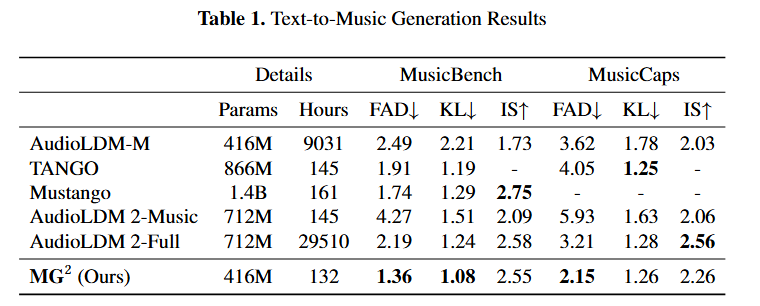 Table 1. Text-to-Music Generation Results
Details MusicBench MusicCaps
Params Hours FAD↓ KL↓ IS↑ FAD↓ KL↓ IS↑
AudioLDM-M 416M 9031 2.49 2.21 1.73 3.62 1.78 2.03
TANGO 866M 145 1.91 1.19 - 4.05 1.25 -
Mustango 1.4B 161 1.74 1.29 2.75 - - -
AudioLDM 2-Music 712M 145 4.27 1.51 2.09 5.93 1.63 2.06
AudioLDM 2-Full 712M 29510 2.19 1.24 2.58 3.21 1.28 2.56
MG² (Ours) 416M 132 1.36 1.08 2.55 2.15 1.26 2.26